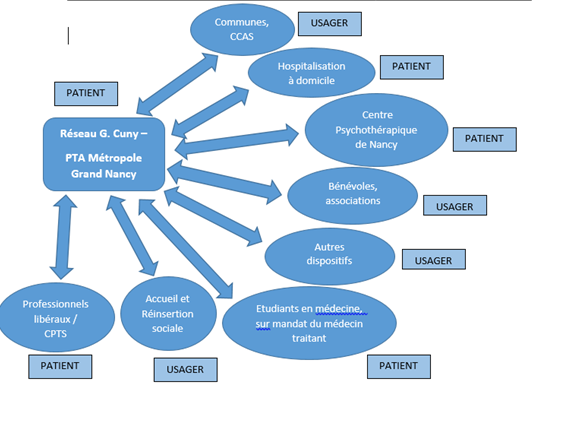 Communes,
CCAS
USAGER
Hospitalisation
à domicile
PATIENT
PATIENT
Réseau G. Cuny –
PTA Métropole
Grand Nancy
Centre
Psychothérapique
de Nancy
PATIENT
Bénévoles,
associations
USAGER
Autres
dispositifs
USAGER
Professionnels
libéraux /
CPTS
PATIENT
Accueil et
Réinsertion
sociale
USAGER
Etudiants en médecine,
sur mandat du médecin
traitant
PATIENT